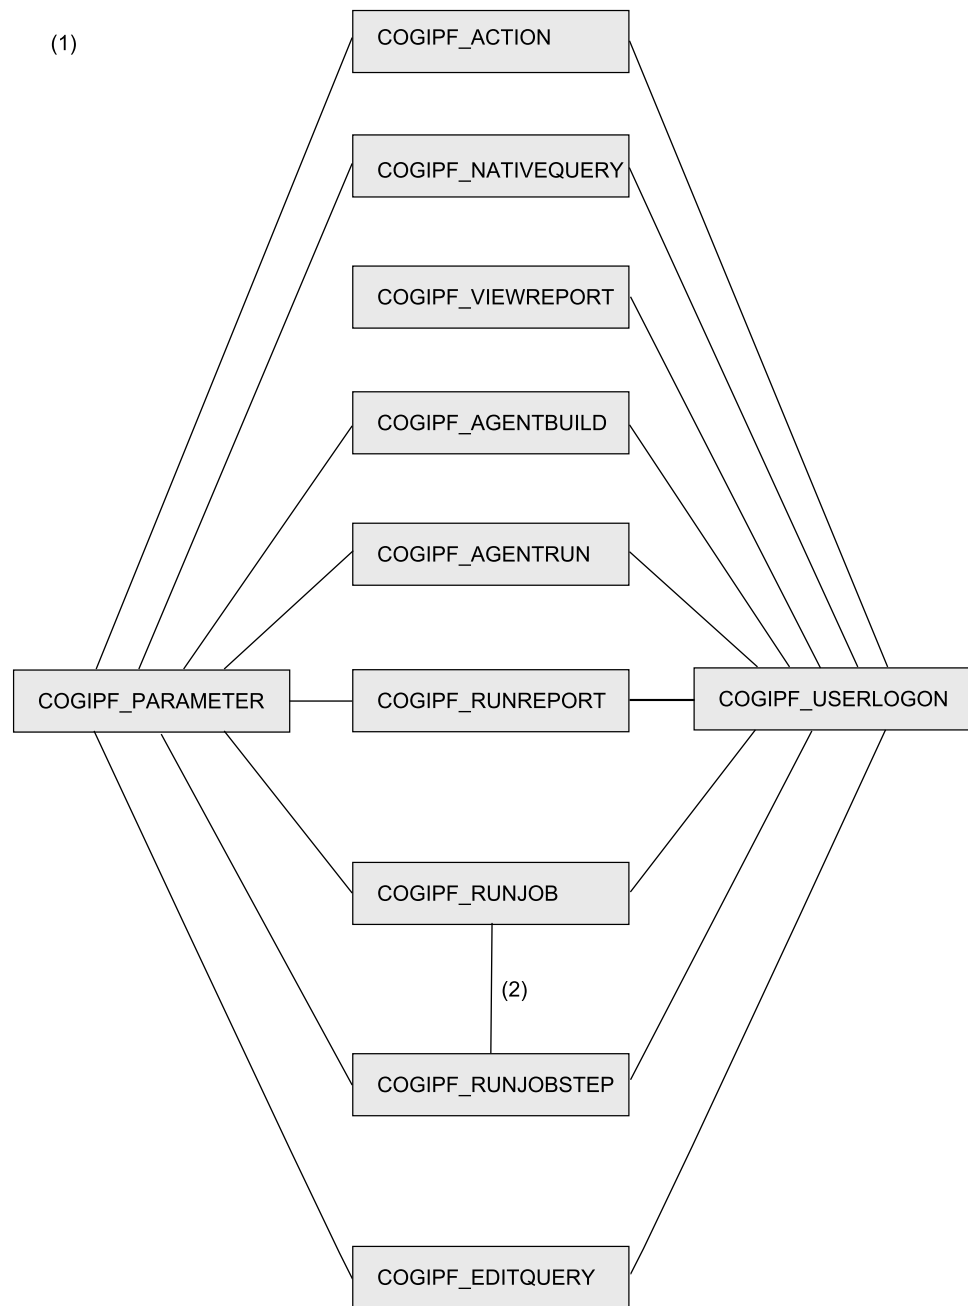 (1)
COGIPF_ACTION
COGIPF_NATIVEQUERY
COGIPF_VIEWREPORT
COGIPF_AGENTBUILD
COGIPF_AGENTRUN
COGIPF_PARAMETER
COGIPF_RUNREPORT
COGIPF_USERLOGON
COGIPF_RUNJOB
(2)
COGIPF_RUNJOBSTEP
COGIPF_EDITQUERY